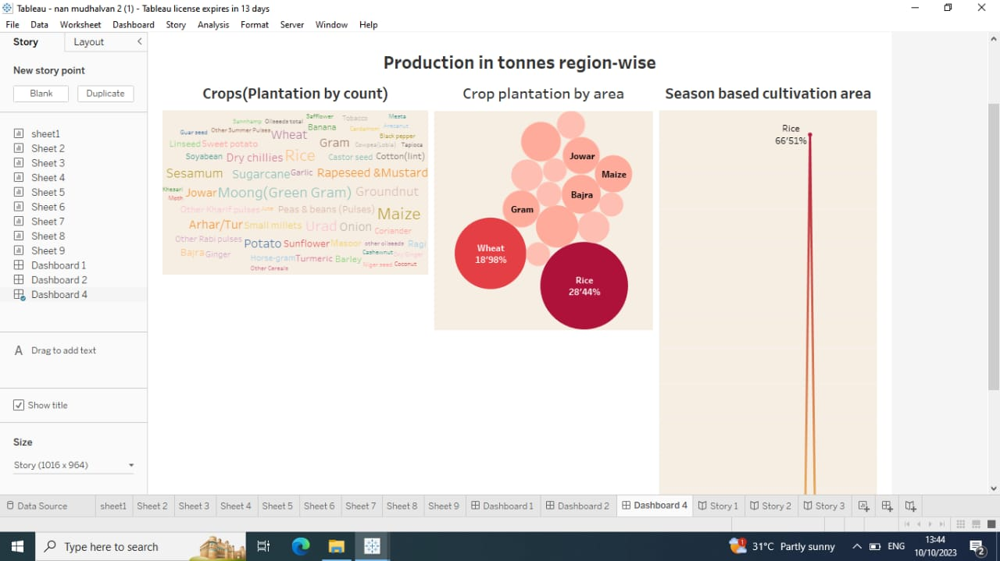 Tableau - nan mudhalvan 2 (1) - Tableau license expires in 13 days
File Data Worksheet Dashboard Story Analysis Format Server Window Help
Story Layout
New story point
Blank Duplicate
sheet1
Sheet 2
Sheet 3
Sheet 4
Sheet 5
Sheet 6
Sheet 7
Sheet 8
Sheet 9
Dashboard 1
Dashboard 2
Dashboard 4
A Drag to add text
Show title
Size
Story (1016 x 964)
Production in tonnes region-wise
Crops(Plantation by count)
Sannhamp Oilseeds total Safflower Tobacco Mesta
Guar seed Other Summer Pulses Wheat Banana Cardamom Arecanut
Black pepper
Linseed Sweet potato Gram Cowpea(Lobia) Tapioca
Soyabean Dry chillies Rice Castor seed Cotton(lint)
Sesamum Sugarcane Garlic Rapeseed &Mustard
Khesari
Jowar Moong(Green Gram) Groundnut
Moth
Other Kharif pulses Jute Peas & beans (Pulses) Maize
Arhar/Tur Small millets Urad Onion Coriander
Other Rabi pulses Potato Sunflower Masoor other oilseeds Ragi
Bajra Ginger Horse-gram Turmeric Barley Cashewnut Dry Ginger
Other Cereals Niger seed Coconut
Crop plantation by area
Jowar
Maize
Bajra
Gram
Wheat
18'98%
Rice
28'44%
Season based cultivation area
Rice
66'51%
Data Source sheet1 Sheet 2 Sheet 3 Sheet 4 Sheet 5 Sheet 6 Sheet 7 Sheet 8 Sheet 9 Dashboard 1 Dashboard 2 Dashboard 4 Story 1 Story 2 Story 3
Type here to search
1
31°C Partly sunny
ENG
13:44
10/10/2023
2